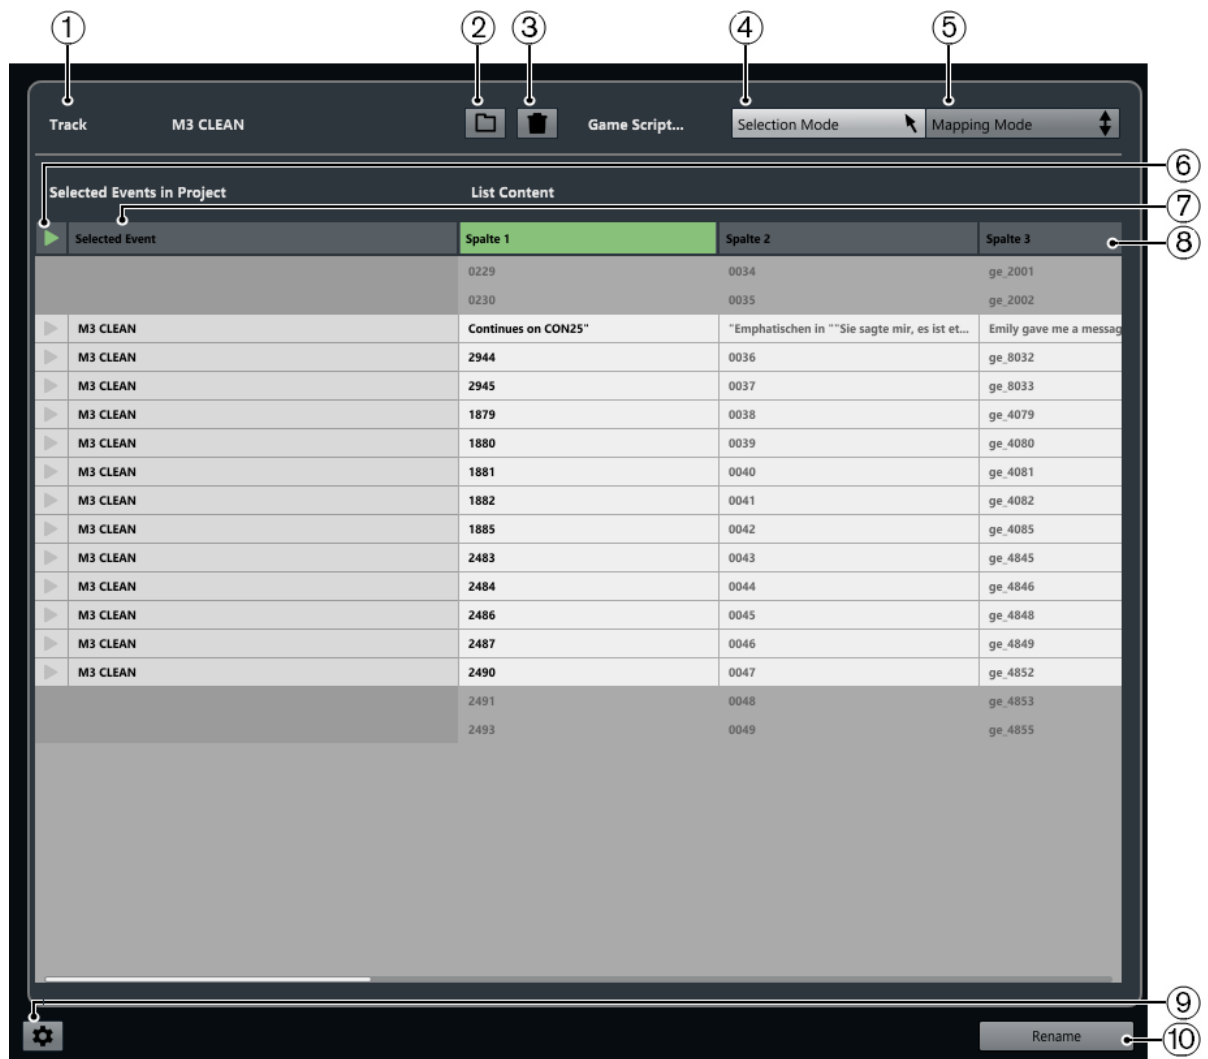 ① ② ③ ④ ⑤
Track M3 CLEAN Game Script... Selection Mode Mapping Mode
⑥
Selected Events in Project List Content
⑦
Selected Event Spalte 1 Spalte 2 Spalte 3
⑧
0229 0034 ge_2001
0230 0035 ge_2002
M3 CLEAN Continues on CON25" "Emphatischen in ""Sie sagte mir, es ist et... Emily gave me a messag
M3 CLEAN 2944 0036 ge_8032
M3 CLEAN 2945 0037 ge_8033
M3 CLEAN 1879 0038 ge_4079
M3 CLEAN 1880 0039 ge_4080
M3 CLEAN 1881 0040 ge_4081
M3 CLEAN 1882 0041 ge_4082
M3 CLEAN 1885 0042 ge_4085
M3 CLEAN 2483 0043 ge_4845
M3 CLEAN 2484 0044 ge_4846
M3 CLEAN 2486 0045 ge_4848
M3 CLEAN 2487 0046 ge_4849
M3 CLEAN 2490 0047 ge_4852
2491 0048 ge_4853
2493 0049 ge_4855
⑨
Rename
⑩